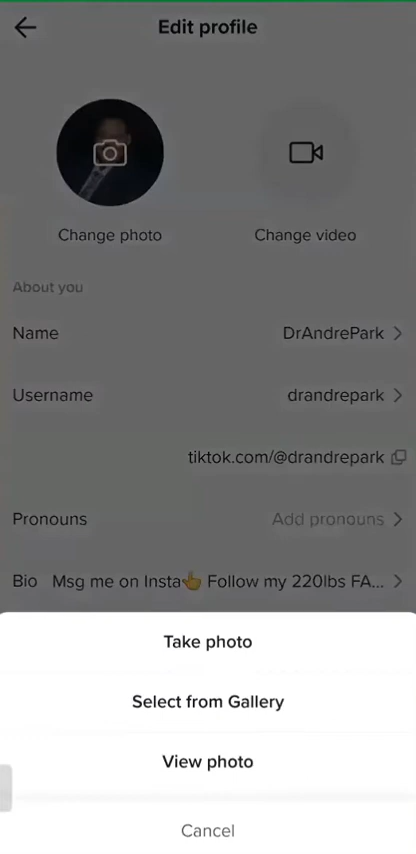 Edit profile
Change photo Change video
About you
Name DrAndrePark
Username drandrepark
tiktok.com/@drandrepark
Pronouns Add pronouns
Bio Msg me on Insta👆 Follow my 220lbs FA...
Take photo
Select from Gallery
View photo
Cancel